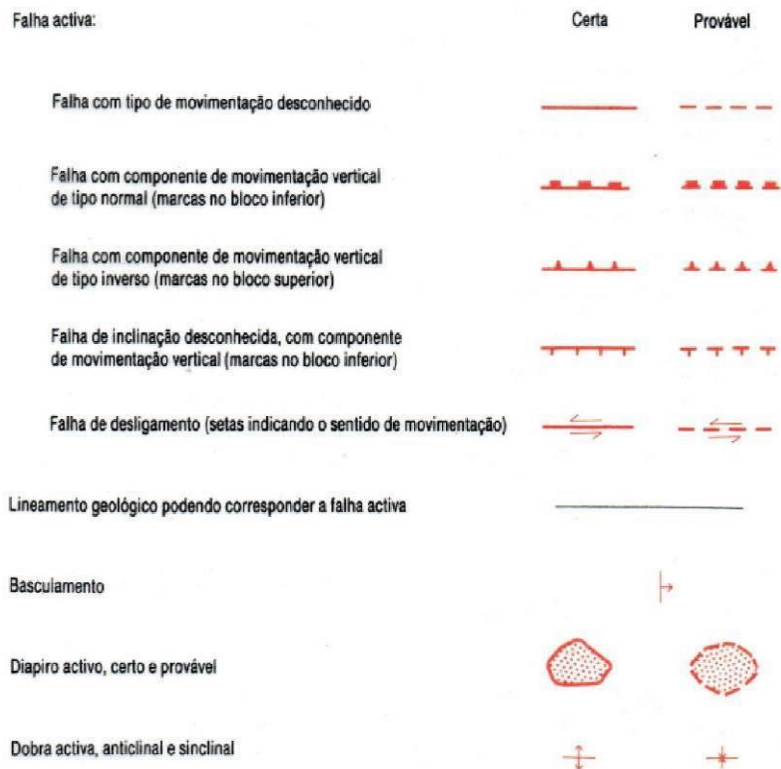 Falha activa: Certa Provável
Falha com tipo de movimentação desconhecido
Falha com componente de movimentação vertical
de tipo normal (marcas no bloco inferior)
Falha com componente de movimentação vertical
de tipo inverso (marcas no bloco superior)
Falha de inclinação desconhecida, com componente
de movimentação vertical (marcas no bloco inferior)
Falha de desligamento (setas indicando o sentido de movimentação)
Lineamento geológico podendo corresponder a falha activa
Basculamento
Diapiro activo, certo e provável
Dobra activa, anticlinal e sinclinal